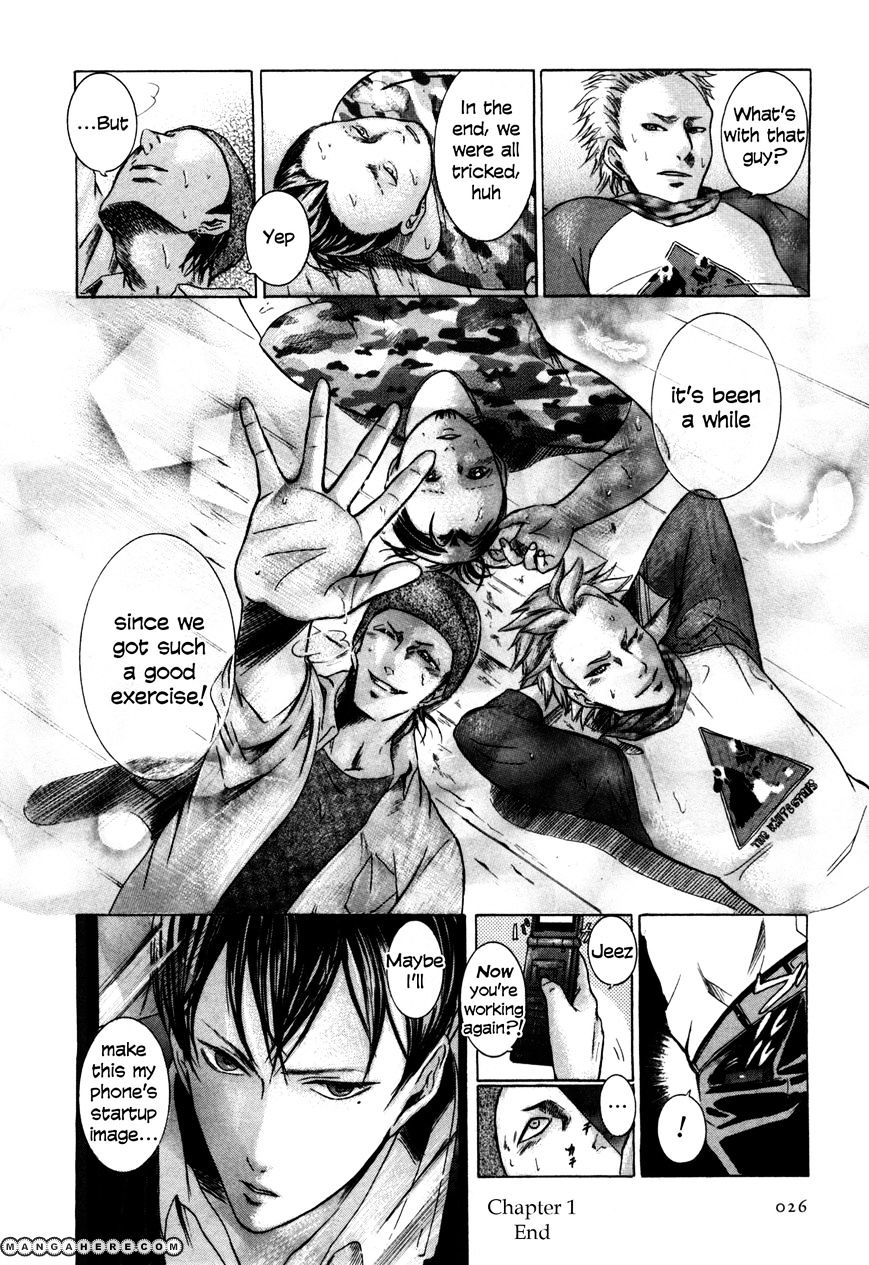 What's
with that
guy?
In the
end, we
were all
tricked,
huh
Yep
...But
it's been
a while
since we
got such
a good
exercise!
!
Jeez
Now
you're
working
again?!
...
Maybe
I'll
make
this my
phone's
startup
image...
Chapter 1
End
026
MANGAHERE.COM